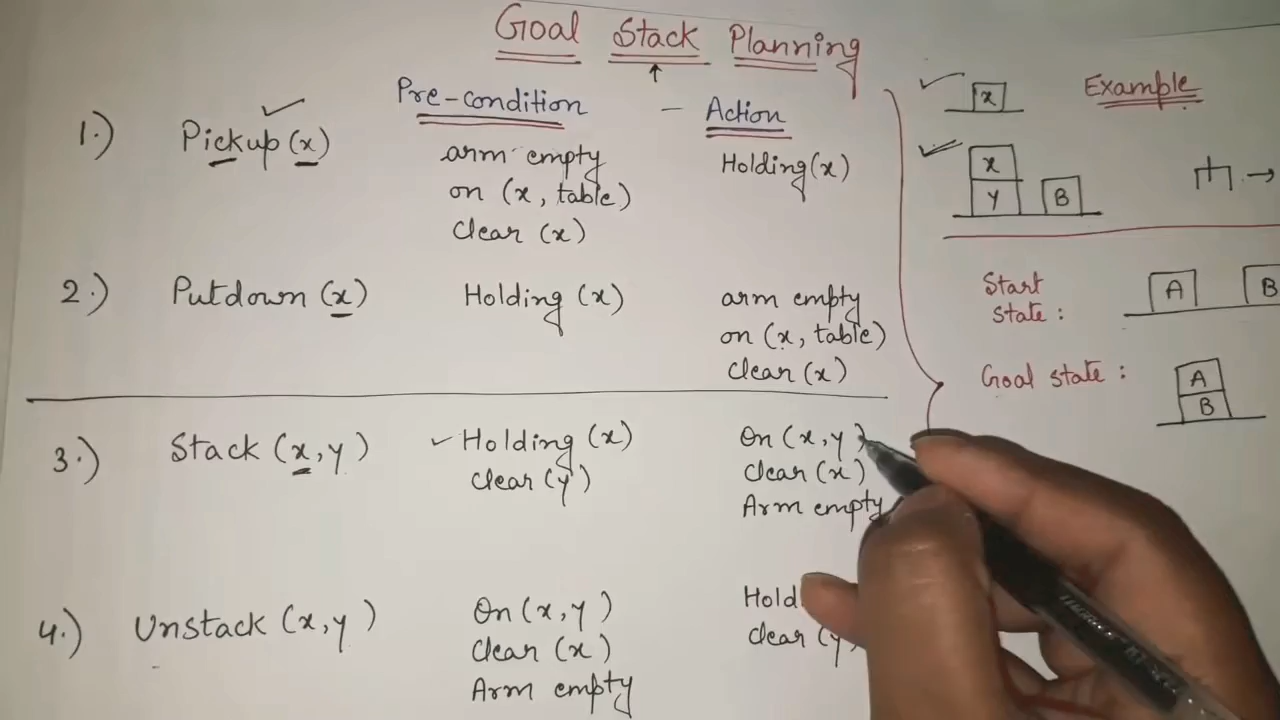 Goal Stack Planning
Pre-condition - Action
1.) Pickup (x)
arm empty
on (x, table)
Clear (x)
Holding (x)
2.) Putdown (x)
Holding (x)
arm empty
on (x, table)
Clear (x)
3.) Stack (x, y)
Holding (x)
Clear (y)
On (x, y)
Clear (x)
Arm empty
4.) Unstack (x, y)
On (x, y)
Clear (x)
Arm empty
Hold
Clear (y
Example
x
x
y
B
Start
state :
A
B
Goal state :
A
B